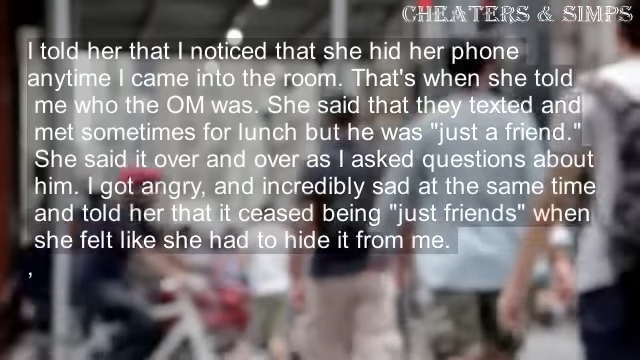 CHEATERS & SIMPS
I told her that I noticed that she hid her phone
anytime I came into the room. That's when she told
me who the OM was. She said that they texted and
met sometimes for lunch but he was "just a friend."
She said it over and over as I asked questions about
him. I got angry, and incredibly sad at the same time
and told her that it ceased being "just friends" when
she felt like she had to hide it from me.
,